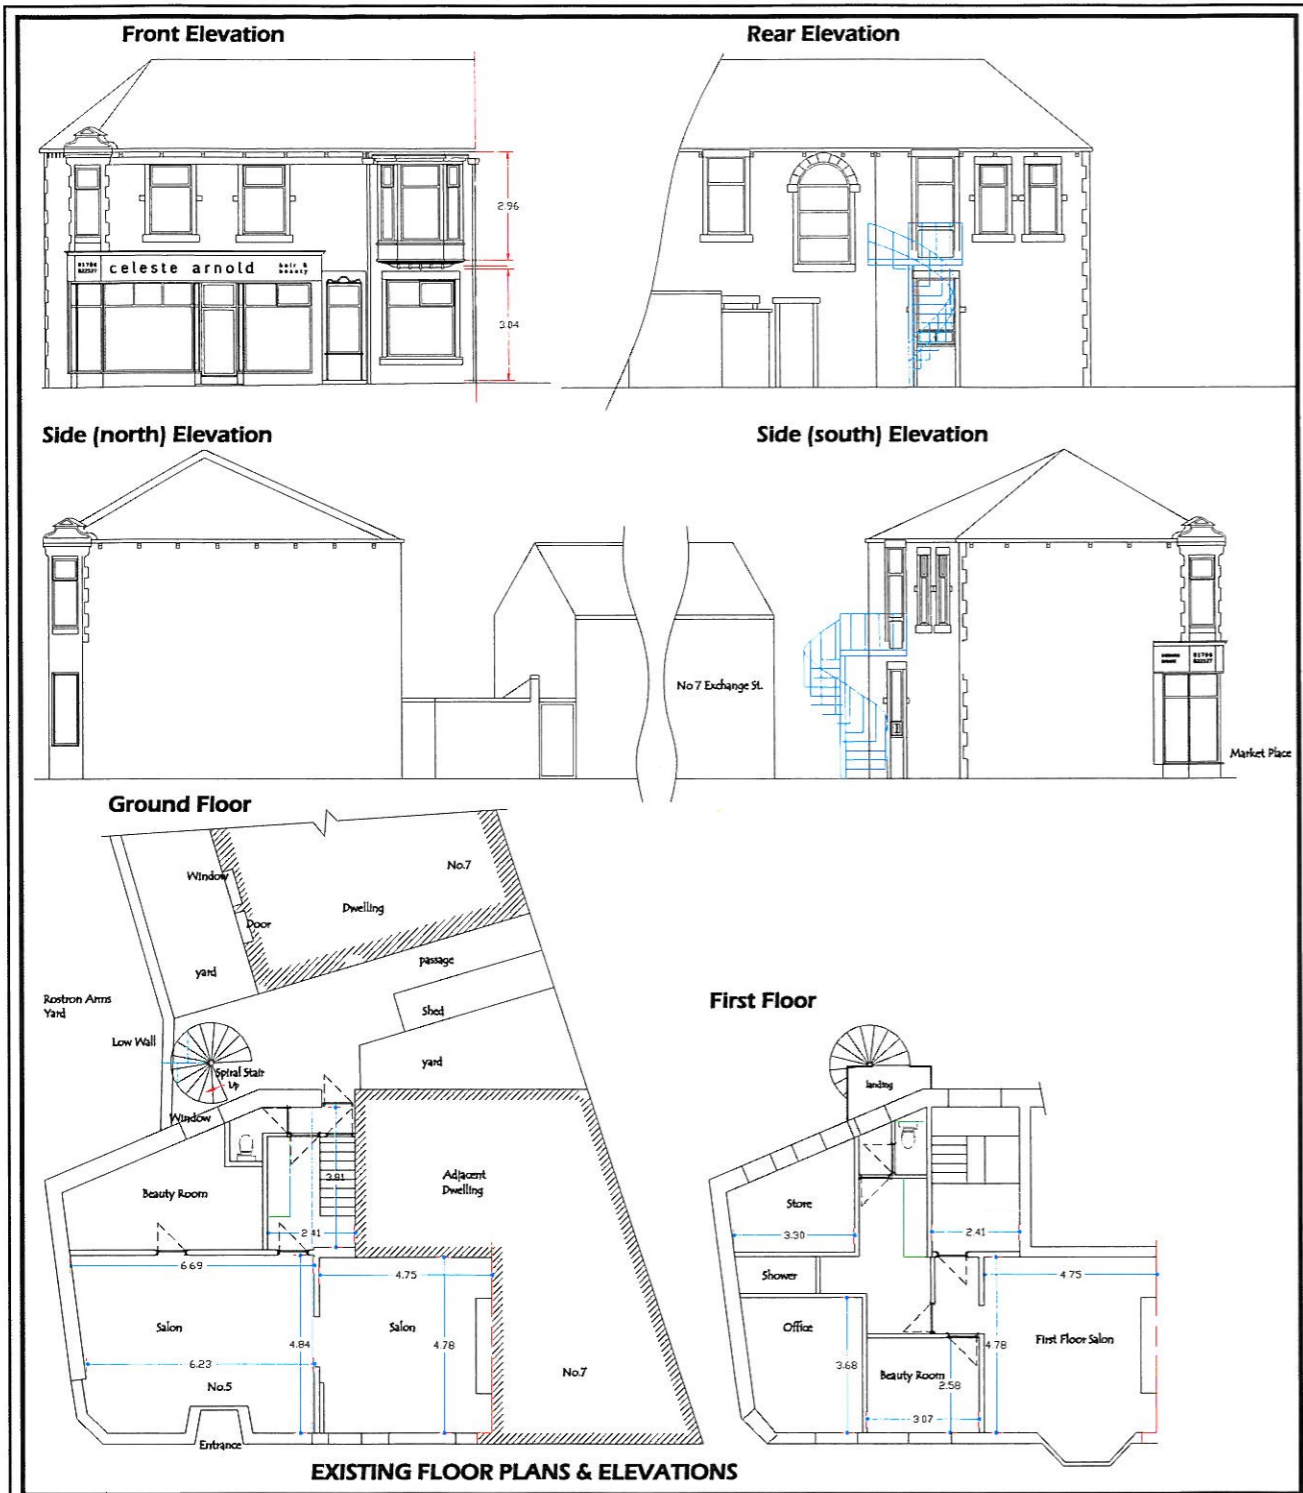 Front Elevation
Rear Elevation
2.96
01706
822527
celeste arnold
hair &
beauty
3.04
Side (north) Elevation
Side (south) Elevation
No 7 Exchange St.
01706
822527
Market Place
Ground Floor
No.7
Window
Dwelling
Door
passage
yard
Rostron Arms
Yard
Shed
First Floor
Low Wall
yard
Spiral Stair
Up
landing
Window
Adjacent
Dwelling
3.81
Beauty Room
Store
2.41
3.30
2.41
6.69
4.75
Shower
4.75
Salon
4.84
Salon
4.78
Office
4.78
First Floor Salon
6.23
3.68
Beauty Room
No.5
No.7
2.58
3.07
Entrance
EXISTING FLOOR PLANS & ELEVATIONS